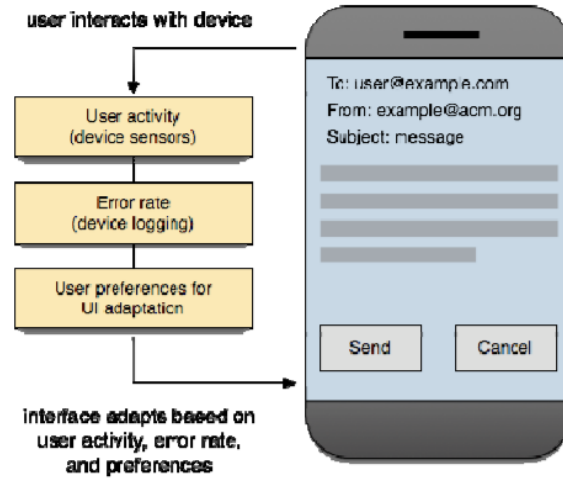 user interacts with device
User activity
(device sensors)
Error rate
(device logging)
User preferences for
UI adaptation
interface adapts based on
user activity, error rate,
and preferences
To: user@example.com
From: example@acm.org
Subject: message
Send
Cancel